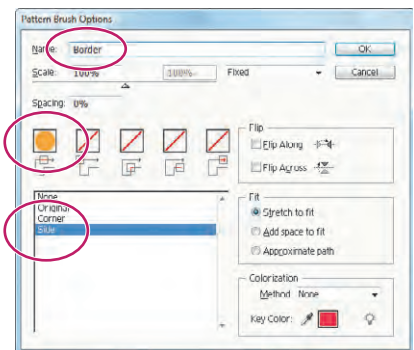 Pattern Brush Options
Name: Border
OK
Scale: 100% 100% Fixed
Cancel
Spacing: 0%
Flip
Flip Along
Flip Across
None
Original
Corner
Side
Fit
Stretch to fit
Add space to fit
Approximate path
Colorization
Method None
Key Color: